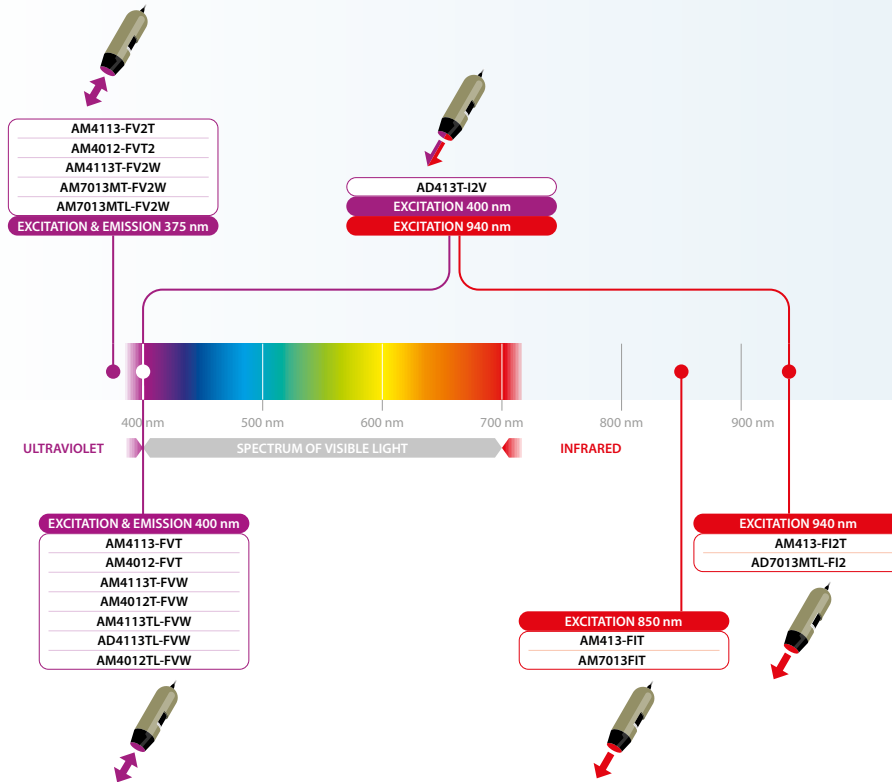 AM4113-FV2T
AM4012-FVT2
AM4113T-FV2W
AM7013MT-FV2W
AM7013MTL-FV2W
EXCITATION & EMISSION 375 nm
AD413T-I2V
EXCITATION 400 nm
EXCITATION 940 nm
400 nm
500 nm
600 nm
700 nm
800 nm
900 nm
ULTRAVIOLET
SPECTRUM OF VISIBLE LIGHT
INFRARED
EXCITATION & EMISSION 400 nm
AM4113-FVT
AM4012-FVT
AM4113T-FVW
AM4012T-FVW
AM4113TL-FVW
AD4113TL-FVW
AM4012TL-FVW
EXCITATION 940 nm
AM413-FI2T
AD7013MTL-FI2
EXCITATION 850 nm
AM413-FIT
AM7013FIT